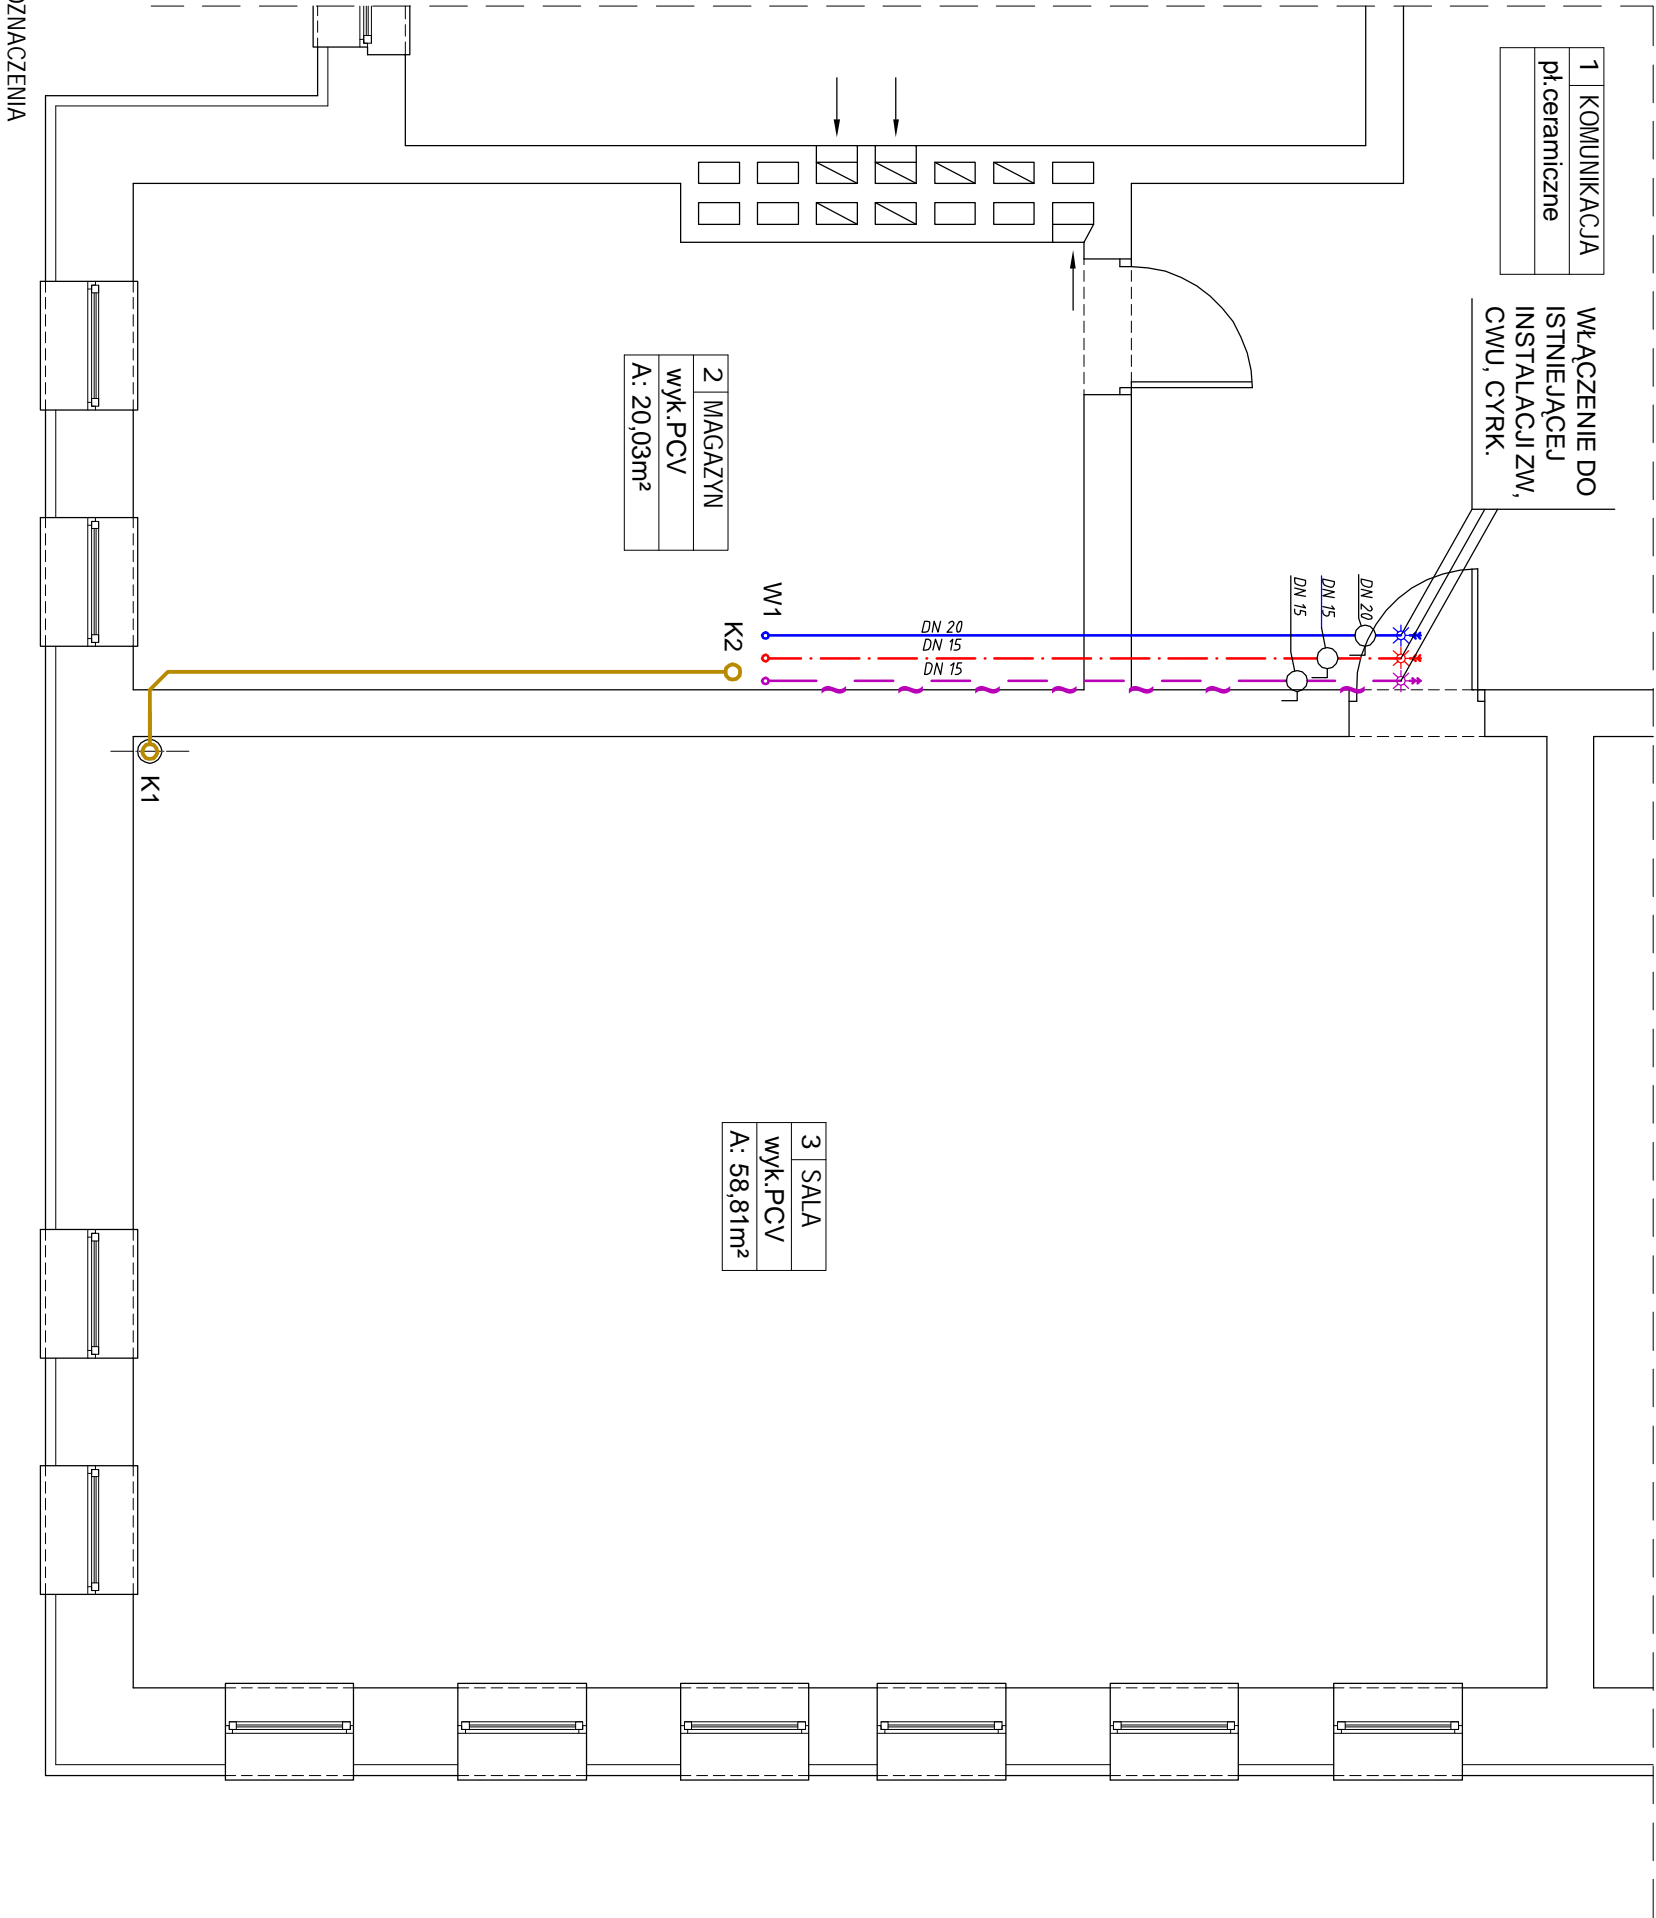 1 KOMUNIKACJA
pł.ceramiczne
WŁĄCZENIE DO
ISTNIEJĄCEJ
INSTALACJI ZW,
CWU, CYRK.
DN 20
DN 15
DN 15
DN 20
DN 15
DN 15
W1
K2
K1
2 MAGAZYN
wyk.PCV
A: 20,03m²
3 SALA
wyk.PCV
A: 58,81m²
OZNACZENIA